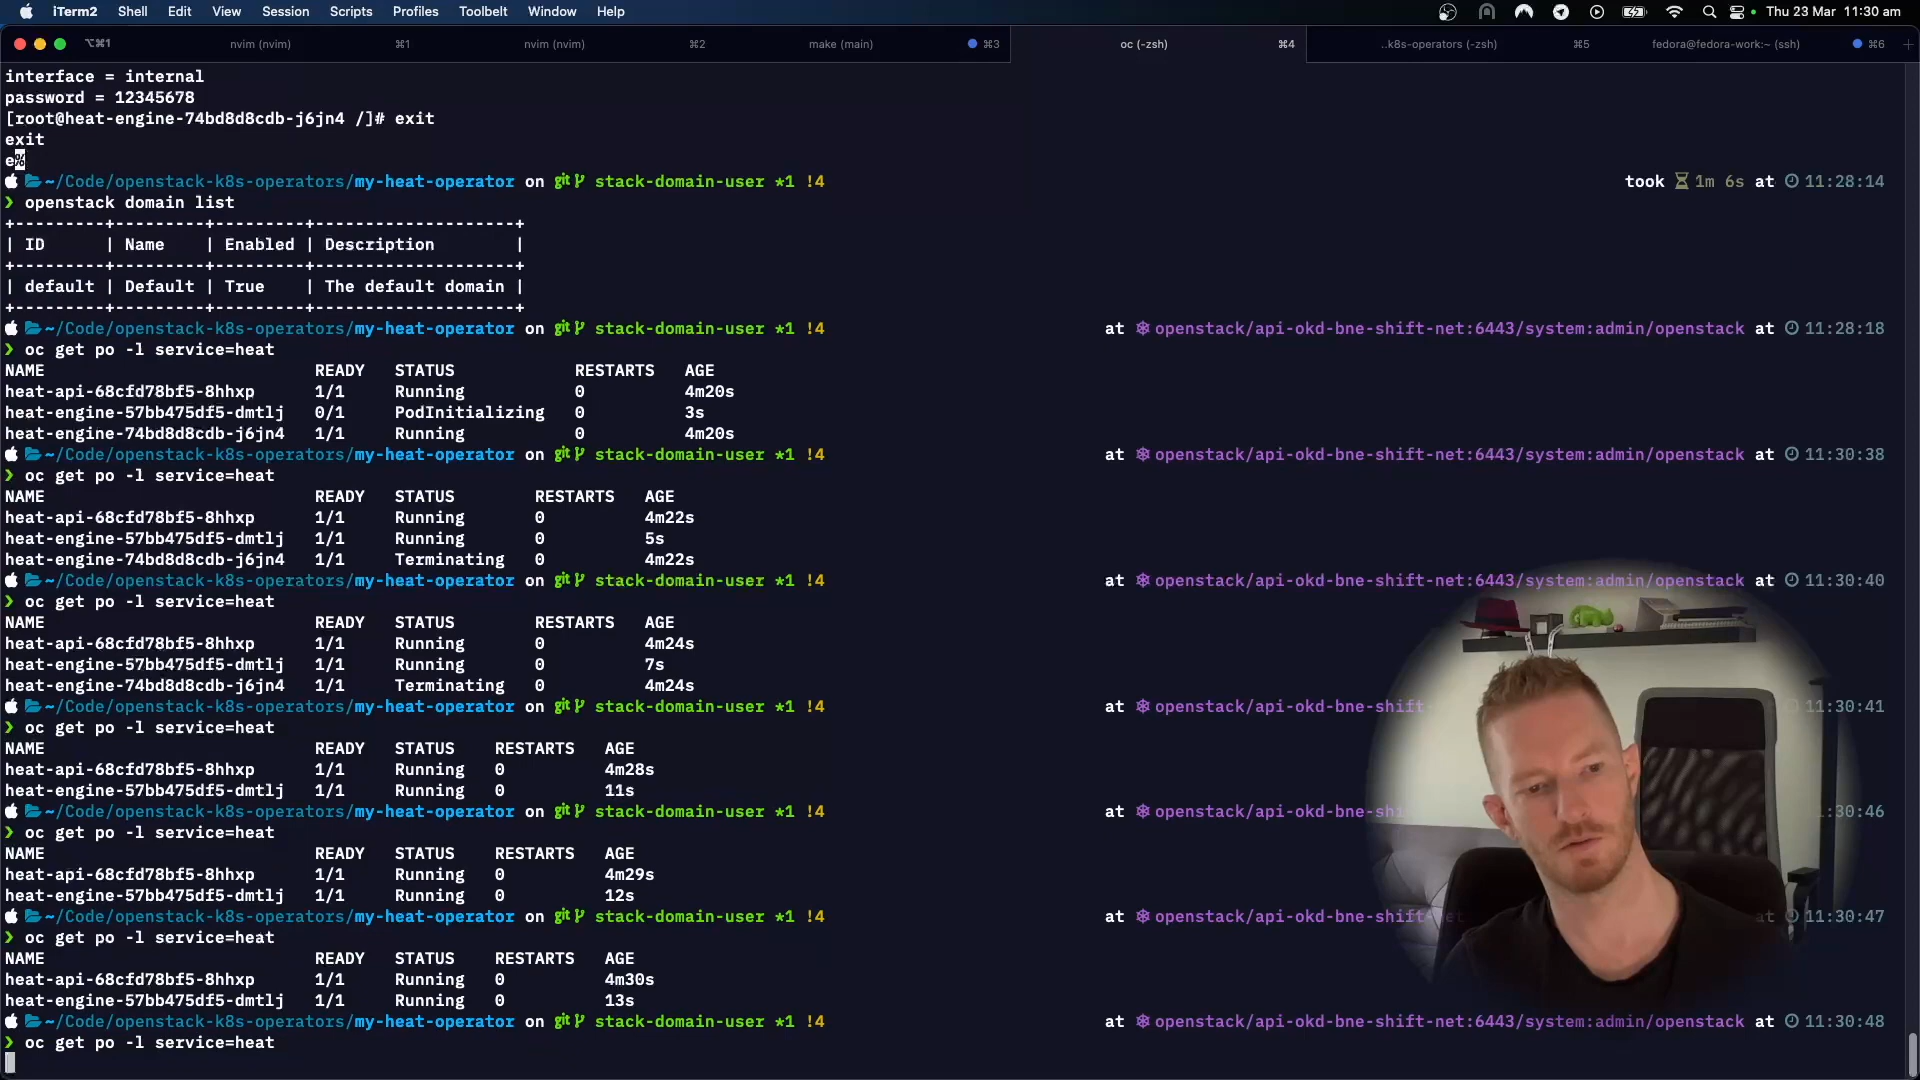 iTerm2 Shell Edit View Session Scripts Profiles Toolbelt Window Help Thu 23 Mar 11:30 am
⌥⌘1 nvim (nvim) ⌘1 nvim (nvim) ⌘2 make (main) ⌘3 oc (-zsh) ⌘4 ..k8s-operators (-zsh) ⌘5 fedora@fedora-work:~ (ssh) ⌘6
interface = internal
password = 12345678
[root@heat-engine-74bd8d8cdb-j6jn4 /]# exit
exit
e%
~/Code/openstack-k8s-operators/my-heat-operator on git stack-domain-user *1 !4 took 1m 6s at 11:28:14
❯ openstack domain list
+---------+---------+---------+--------------------+
| ID | Name | Enabled | Description |
+---------+---------+---------+--------------------+
| default | Default | True | The default domain |
+---------+---------+---------+--------------------+
~/Code/openstack-k8s-operators/my-heat-operator on git stack-domain-user *1 !4 at openstack/api-okd-bne-shift-net:6443/system:admin/openstack at 11:28:18
❯ oc get po -l service=heat
NAME READY STATUS RESTARTS AGE
heat-api-68cfd78bf5-8hhxp 1/1 Running 0 4m20s
heat-engine-57bb475df5-dmtlj 0/1 PodInitializing 0 3s
heat-engine-74bd8d8cdb-j6jn4 1/1 Running 0 4m20s
~/Code/openstack-k8s-operators/my-heat-operator on git stack-domain-user *1 !4 at openstack/api-okd-bne-shift-net:6443/system:admin/openstack at 11:30:38
❯ oc get po -l service=heat
NAME READY STATUS RESTARTS AGE
heat-api-68cfd78bf5-8hhxp 1/1 Running 0 4m22s
heat-engine-57bb475df5-dmtlj 1/1 Running 0 5s
heat-engine-74bd8d8cdb-j6jn4 1/1 Terminating 0 4m22s
~/Code/openstack-k8s-operators/my-heat-operator on git stack-domain-user *1 !4 at openstack/api-okd-bne-shift-net:6443/system:admin/openstack at 11:30:40
❯ oc get po -l service=heat
NAME READY STATUS RESTARTS AGE
heat-api-68cfd78bf5-8hhxp 1/1 Running 0 4m24s
heat-engine-57bb475df5-dmtlj 1/1 Running 0 7s
heat-engine-74bd8d8cdb-j6jn4 1/1 Terminating 0 4m24s
~/Code/openstack-k8s-operators/my-heat-operator on git stack-domain-user *1 !4 at openstack/api-okd-bne-shift- 11:30:41
❯ oc get po -l service=heat
NAME READY STATUS RESTARTS AGE
heat-api-68cfd78bf5-8hhxp 1/1 Running 0 4m28s
heat-engine-57bb475df5-dmtlj 1/1 Running 0 11s
~/Code/openstack-k8s-operators/my-heat-operator on git stack-domain-user *1 !4 at openstack/api-okd-bne-shi 11:30:46
❯ oc get po -l service=heat
NAME READY STATUS RESTARTS AGE
heat-api-68cfd78bf5-8hhxp 1/1 Running 0 4m29s
heat-engine-57bb475df5-dmtlj 1/1 Running 0 12s
~/Code/openstack-k8s-operators/my-heat-operator on git stack-domain-user *1 !4 at openstack/api-okd-bne-shift-net at 11:30:47
❯ oc get po -l service=heat
NAME READY STATUS RESTARTS AGE
heat-api-68cfd78bf5-8hhxp 1/1 Running 0 4m30s
heat-engine-57bb475df5-dmtlj 1/1 Running 0 13s
~/Code/openstack-k8s-operators/my-heat-operator on git stack-domain-user *1 !4 at openstack/api-okd-bne-shift-net:6443/system:admin/openstack at 11:30:48
❯ oc get po -l service=heat